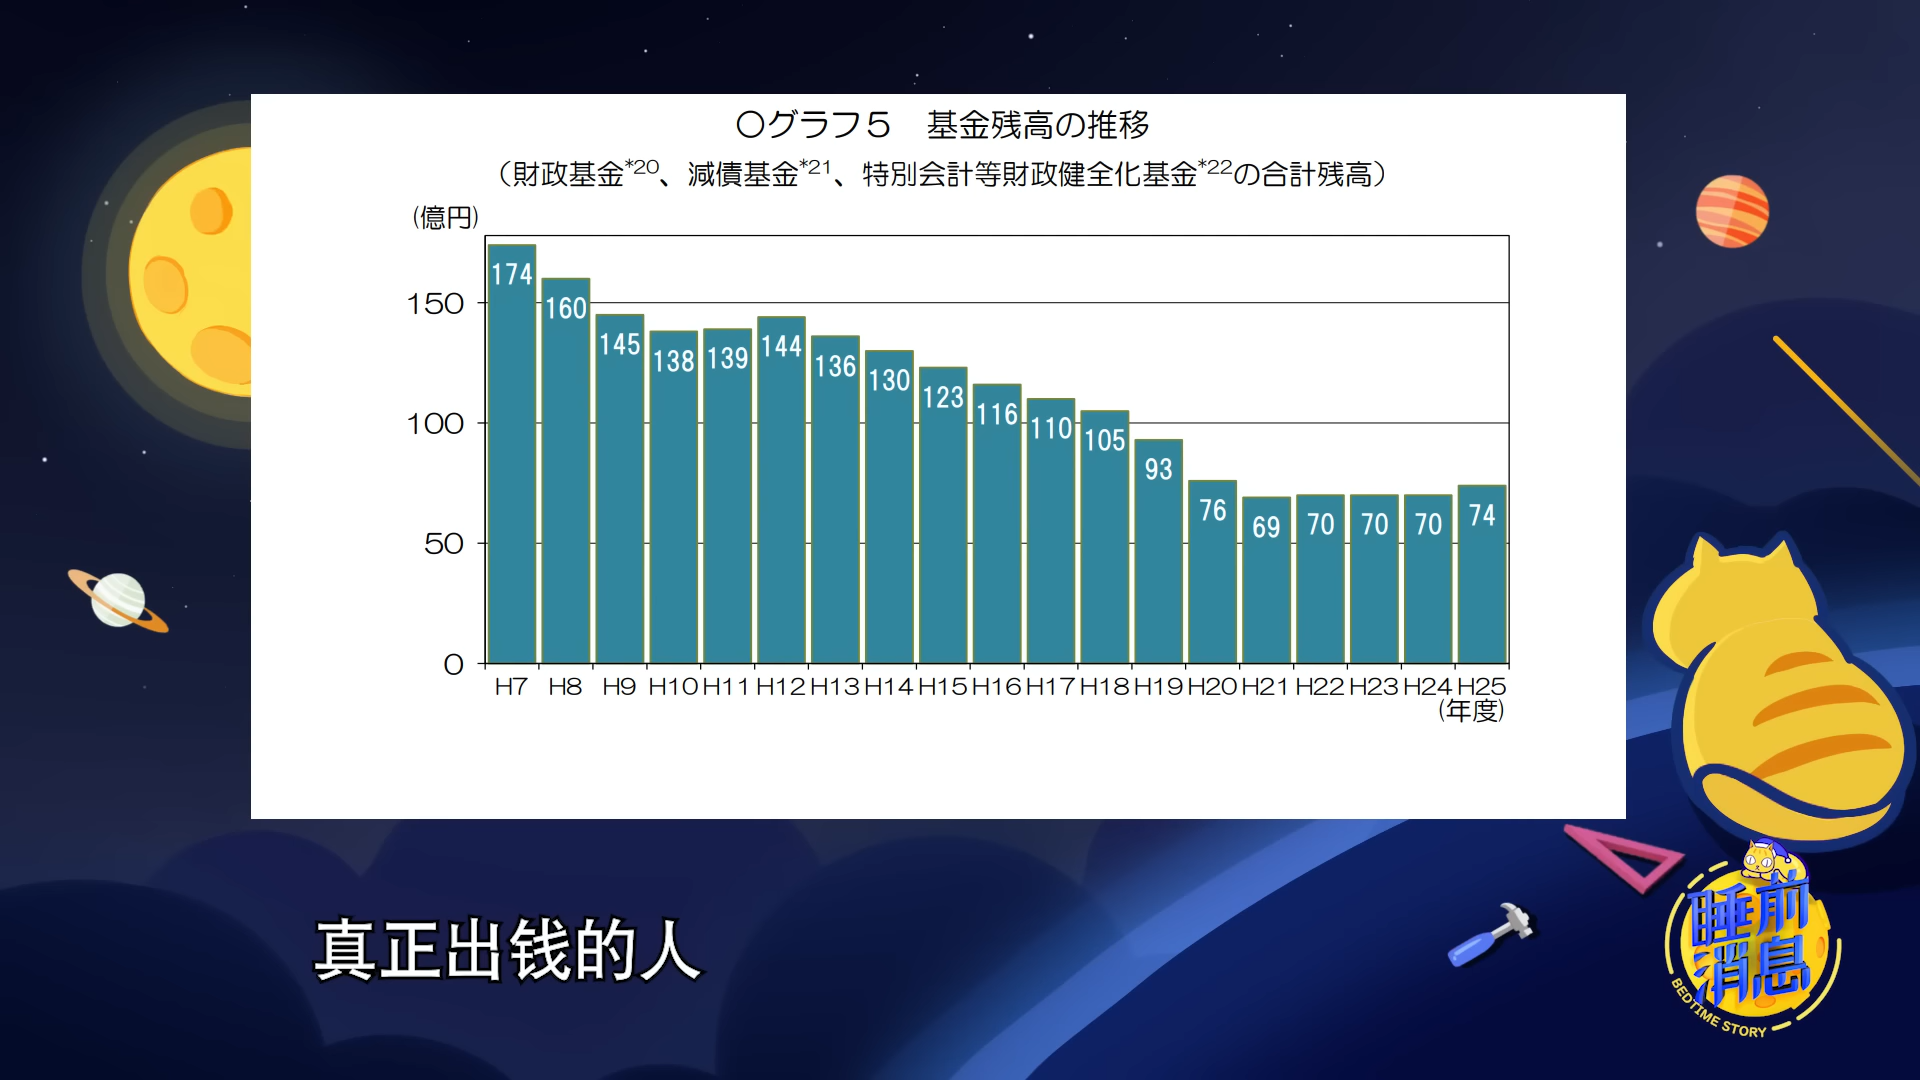 〇グラフ５　基金残高の推移
（財政基金*20、減債基金*21、特別会計等財政健全化基金*22の合計残高）
(億円)
150
100
50
0
174
160
145
138
139
144
136
130
123
116
110
105
93
76
69
70
70
70
74
H7 H8 H9 H10 H11 H12 H13 H14 H15 H16 H17 H18 H19 H20 H21 H22 H23 H24 H25
(年度)
真正出钱的人
睡前
消息
BEDTIME STORY